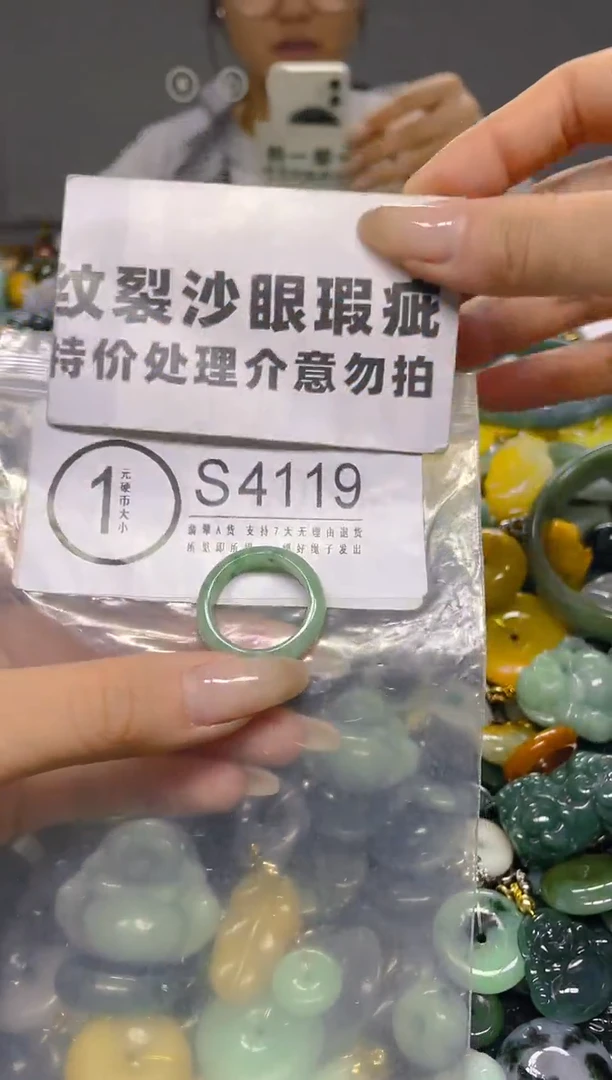 纹裂沙眼瑕疵
特价处理介意勿拍
1
元硬币大小
S4119
翡翠A货 支持7天无理由退货